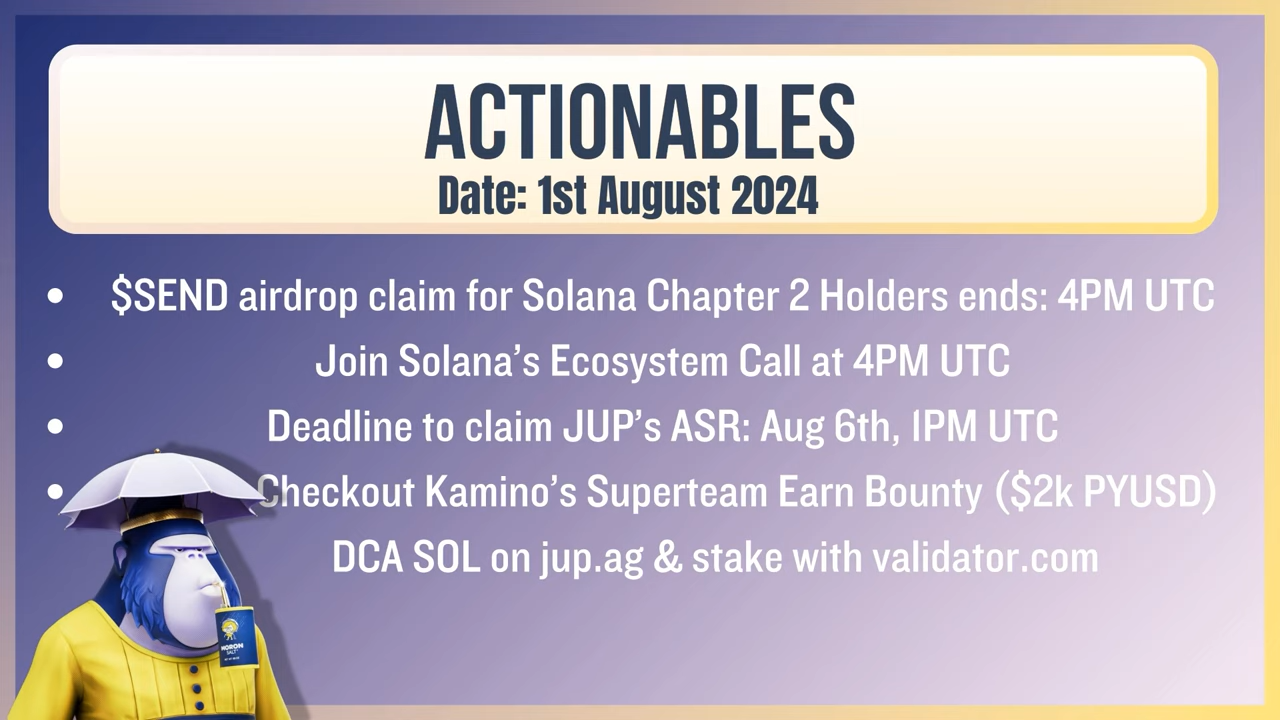 ACTIONABLES
Date: 1st August 2024
• $SEND airdrop claim for Solana Chapter 2 Holders ends: 4PM UTC
• Join Solana’s Ecosystem Call at 4PM UTC
• Deadline to claim JUP’s ASR: Aug 6th, 1PM UTC
• Checkout Kamino’s Superteam Earn Bounty ($2k PYUSD)
DCA SOL on jup.ag & stake with validator.com
MORON
SALT